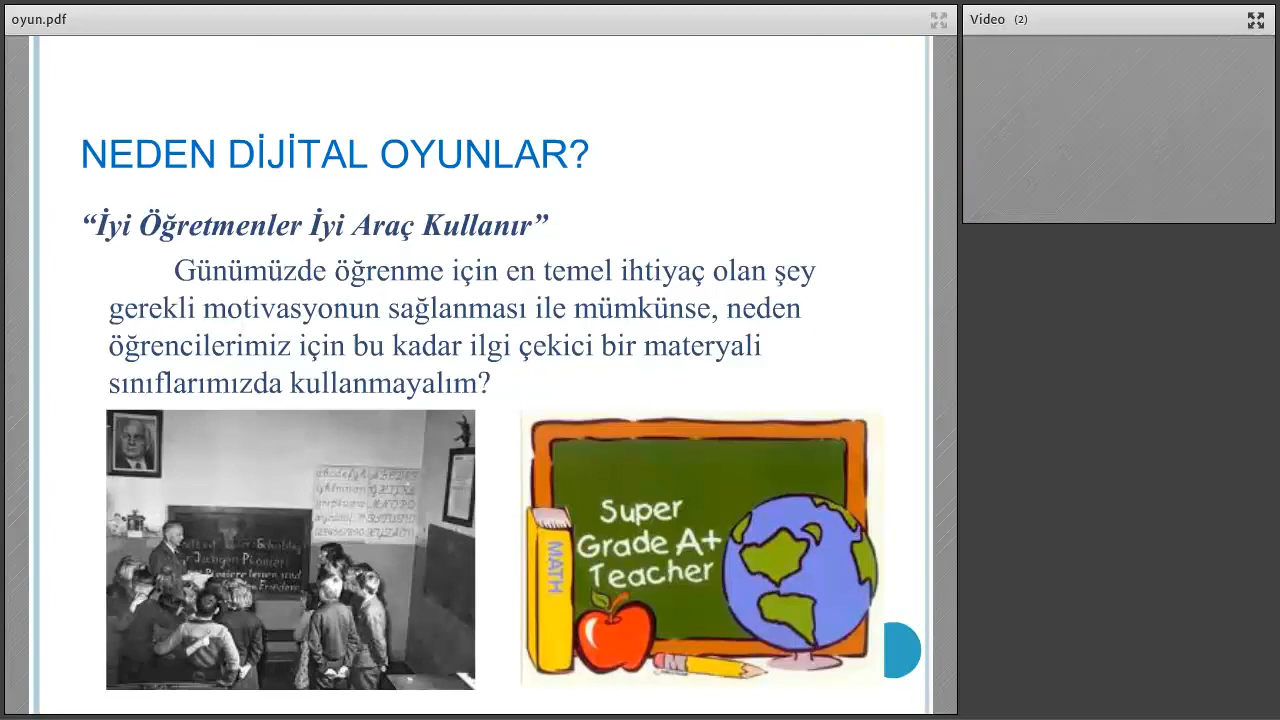 oyun.pdf
Video (2)
NEDEN DİJİTAL OYUNLAR?
“İyi Öğretmenler İyi Araç Kullanır”
Günümüzde öğrenme için en temel ihtiyaç olan şey
gerekli motivasyonun sağlanması ile mümkünse, neden
öğrencilerimiz için bu kadar ilgi çekici bir materyali
sınıflarımızda kullanmayalım?
Super
Grade A+
Teacher
MATH